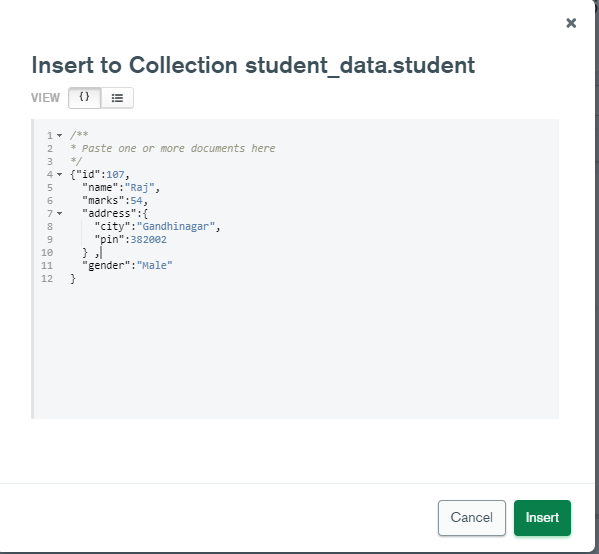 ×
Insert to Collection student_data.student
VIEW {}
1 /**
2 * Paste one or more documents here
3 */
4 {"id":107,
5 "name":"Raj",
6 "marks":54,
7 "address":{
8 "city":"Gandhinagar",
9 "pin":382002
10 } ,
11 "gender":"Male"
12 }
Cancel Insert